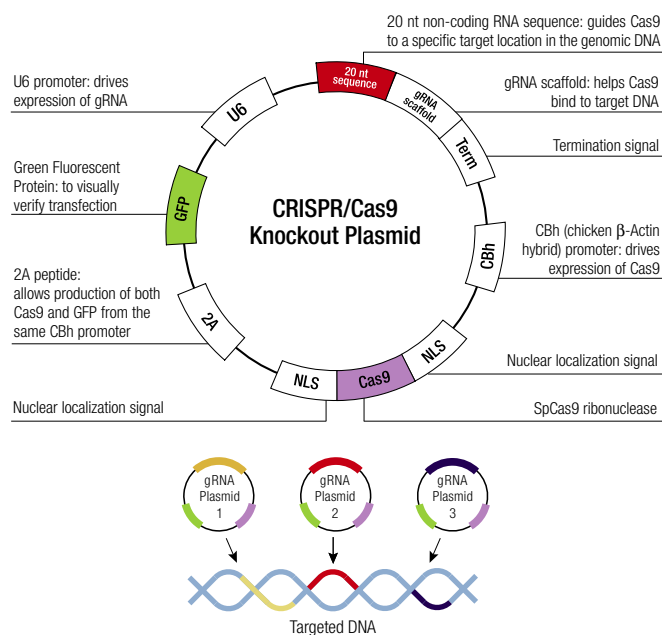 20 nt non-coding RNA sequence: guides Cas9
to a specific target location in the genomic DNA
U6 promoter: drives
expression of gRNA
gRNA scaffold: helps Cas9
bind to target DNA
Termination signal
Green Fluorescent
Protein: to visually
verify transfection
CBh (chicken β-Actin
hybrid) promoter: drives
expression of Cas9
2A peptide:
allows production of both
Cas9 and GFP from the
same CBh promoter
Nuclear localization signal
Nuclear localization signal
SpCas9 ribonuclease
CRISPR/Cas9
Knockout Plasmid
20 nt
sequence
gRNA
scaffold
Term
CBh
NLS
Cas9
NLS
2A
GFP
U6
gRNA
Plasmid
1
gRNA
Plasmid
2
gRNA
Plasmid
3
Targeted DNA